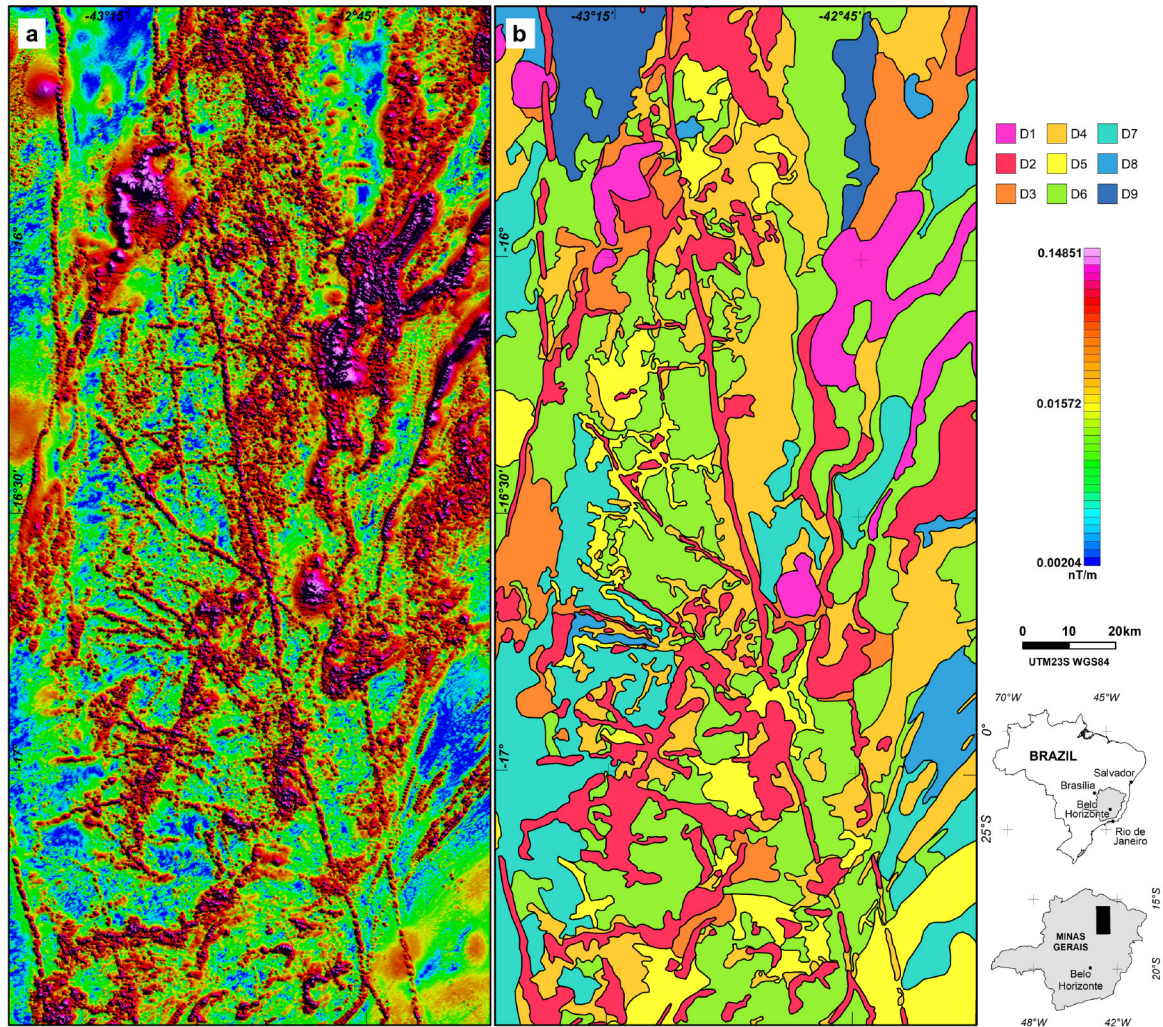 a
-43°15'
-42°45'
-16°
-16°30'
-17°
b
-43°15'
-42°45'
-16°
-16°30'
-17°
D1 D4 D7
D2 D5 D8
D3 D6 D9
0.14851
0.01572
0.00204
nT/m
0 10 20km
UTM23S WGS84
70°W 45°W
0°
BRAZIL
Salvador
Brasília
Belo
Horizonte
Rio de
Janeiro
25°S
15°S
MINAS
GERAIS
Belo
Horizonte
20°S
48°W 42°W